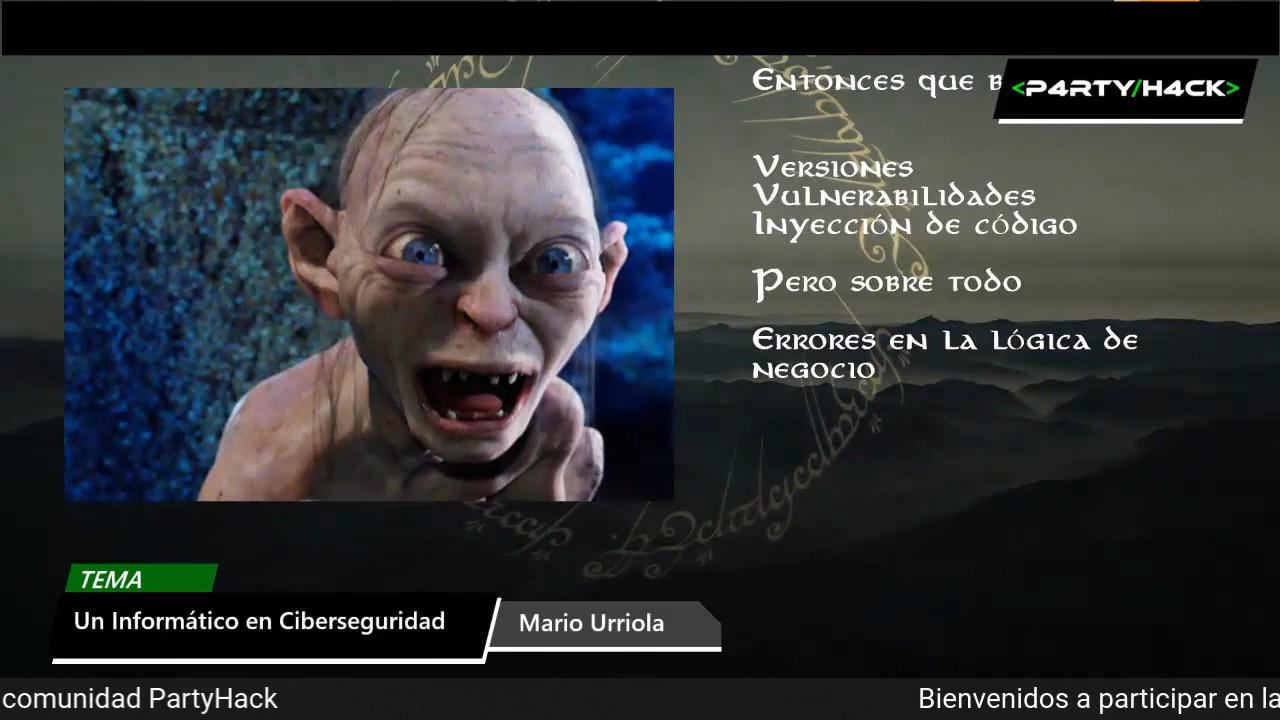 Entonces que
<P4RTY/H4CK>
Versiones
Vulnerabilidades
Inyección de código
Pero sobre todo
Errores en la lógica de
negocio
TEMA
Un Informático en Ciberseguridad
Mario Urriola
comunidad PartyHack
Bienvenidos a participar en la